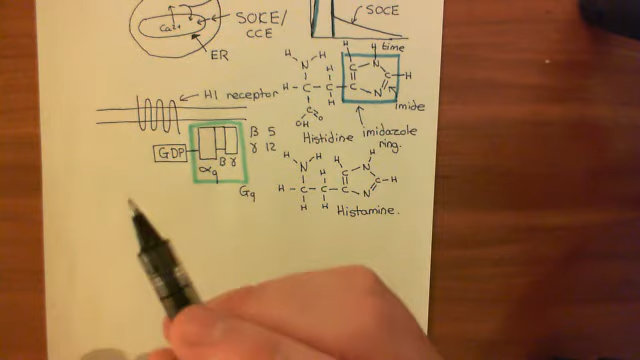 SOCE/
CCE
Ca2+
ER
SOCE
time
H1 receptor
GDP
αq
β γ
β 5
γ 12
Gq
H H
N
H
H C C
H
C
O
OH
H
C
C
N
H
C H
N
Histidine
imide
imidazole
ring.
H H
N
H C C C
H H
H
C
N
H
C H
N
Histamine.